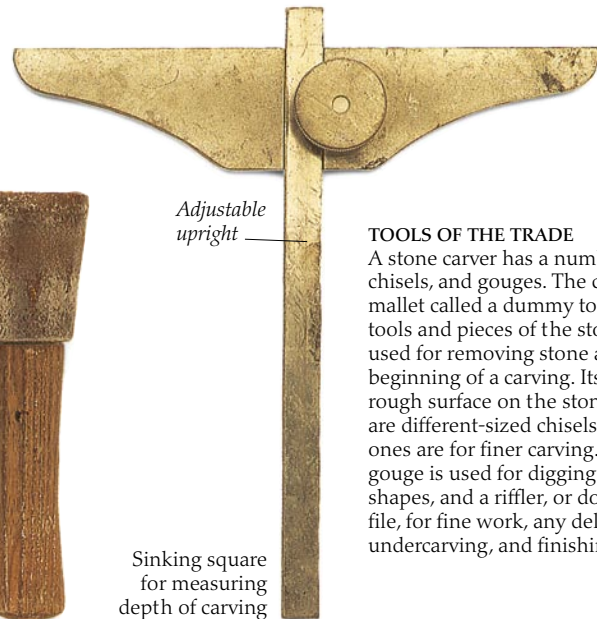 Adjustable
upright
TOOLS OF THE TRADE
A stone carver has a num
chisels, and gouges. The
mallet called a dummy to
tools and pieces of the sto
used for removing stone a
beginning of a carving. Its
rough surface on the ston
are different-sized chisels
ones are for finer carving.
gouge is used for digging
shapes, and a riffler, or do
file, for fine work, any del
undercarving, and finishin
Sinking square
for measuring
depth of carving